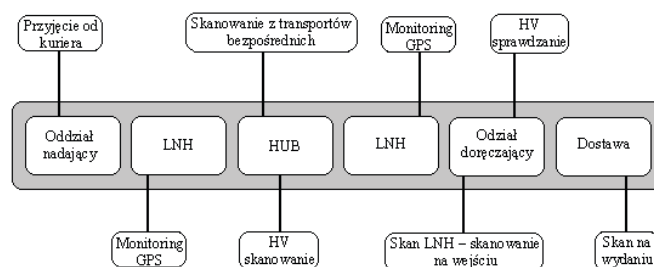 Przyjęcie od
kuriera
Skanowanie z transportów
bezpośrednich
Monitoring
GPS
HV
sprawdzanie
Oddział
nadający
LNH
HUB
LNH
Odział
doręczający
Dostawa
Monitoring
GPS
HV
skanowanie
Skan LNH – skanowanie
na wejściu
Skan na
wydaniu